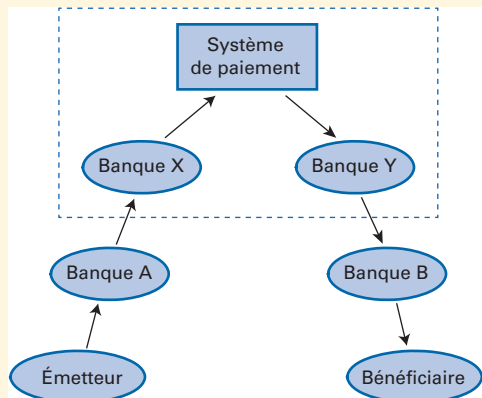 Système
de paiement
Banque X
Banque Y
Banque A
Banque B
Émetteur
Bénéficiaire